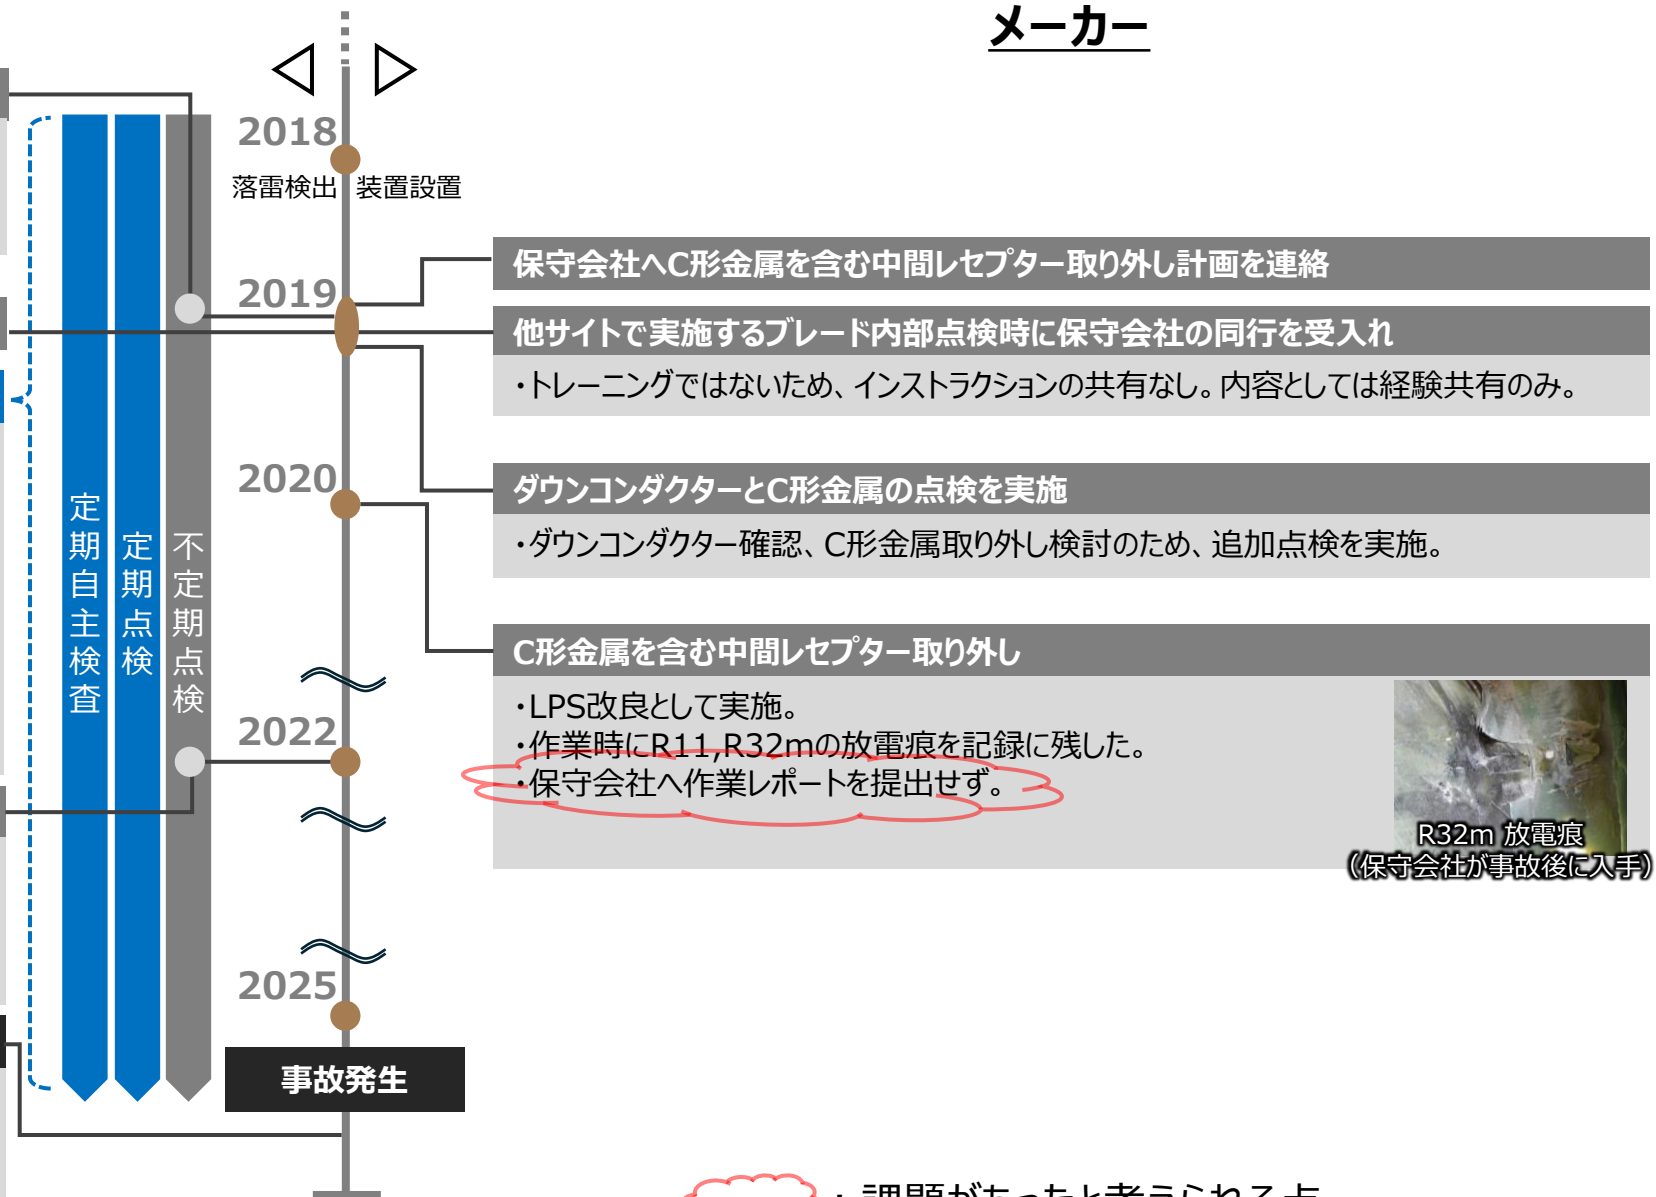 メーカー
2018
落雷検出 装置設置
2019
保守会社へC形金属を含む中間レセプター取り外し計画を連絡
他サイトで実施するブレード内部点検時に保守会社の同行を受入れ
・トレーニングではないため、インストラクションの共有なし。内容としては経験共有のみ。
2020
ダウンコンダクターとC形金属の点検を実施
・ダウンコンダクター確認、C形金属取り外し検討のため、追加点検を実施。
定期自主検査
定期点検
不定期点検
C形金属を含む中間レセプター取り外し
・LPS改良として実施。
・作業時にR11,R32mの放電痕を記録に残した。
・保守会社へ作業レポートを提出せず。
R32m 放電痕
（保守会社が事故後に入手）
2022
2025
事故発生
：課題があったと考えられる点